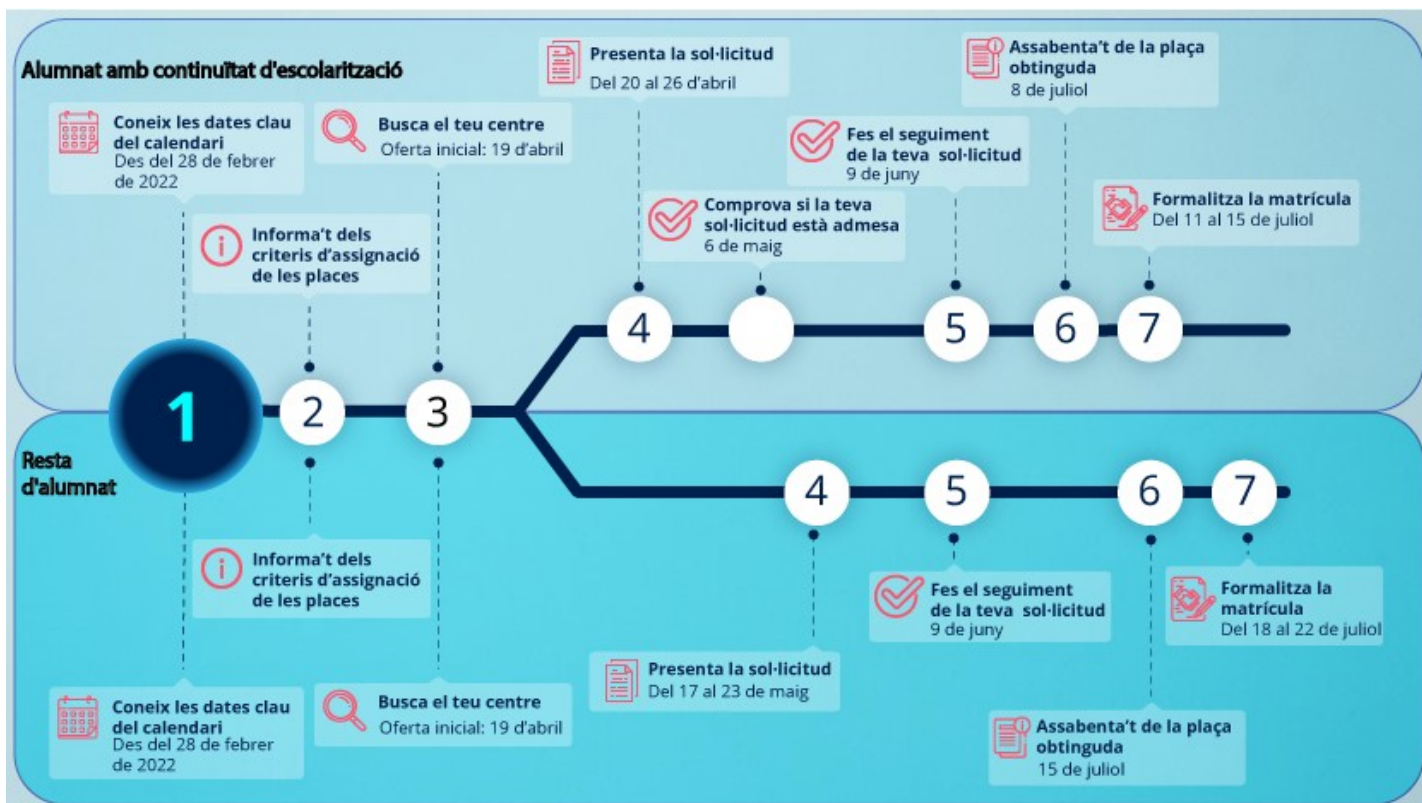 Alumnat amb continuïtat d'escolarització
Coneix les dates clau
del calendari
Des del 28 de febrer
de 2022
Informa't dels
criteris d'assignació
de les places
Busca el teu centre
Oferta inicial: 19 d'abril
Presenta la sol·licitud
Del 20 al 26 d'abril
Comprova si la teva
sol·licitud està admesa
6 de maig
Fes el seguiment
de la teva sol·licitud
9 de juny
Assabenta't de la plaça
obtinguda
8 de juliol
Formalitza la matrícula
Del 11 al 15 de juliol
4
5
6
7
1
2
3
Resta
d'alumnat
4
5
6
7
Coneix les dates clau
del calendari
Des del 28 de febrer
de 2022
Informa't dels
criteris d'assignació
de les places
Busca el teu centre
Oferta inicial: 19 d'abril
Presenta la sol·licitud
Del 17 al 23 de maig
Fes el seguiment
de la teva sol·licitud
9 de juny
Assabenta't de la plaça
obtinguda
15 de juliol
Formalitza la
matrícula
Del 18 al 22 de juliol